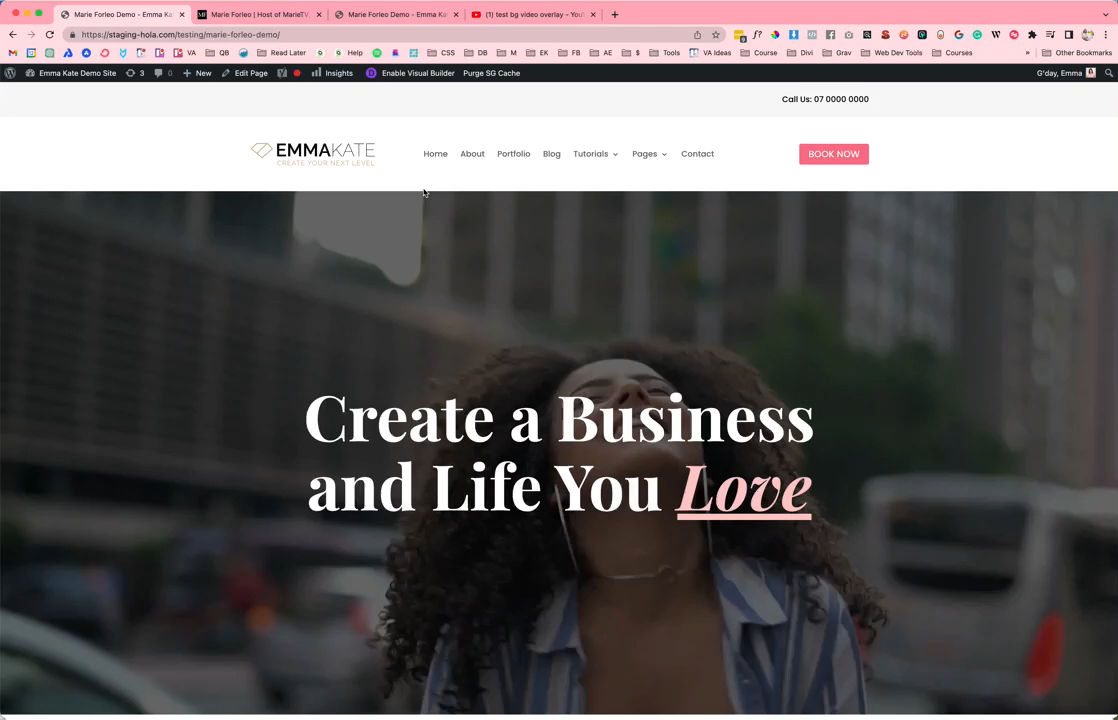 Marie Forleo Demo - Emma Ka
Marie Forleo | Host of MarieTV
Marie Forleo Demo - Emma Ka
(1) test bg video overlay - You
https://staging-hola.com/testing/marie-forleo-demo/
VA
QB
Read Later
Help
CSS
DB
M
EK
FB
AE
$
Tools
VA Ideas
Course
Divi
Grav
Web Dev Tools
Courses
»
Other Bookmarks
Emma Kate Demo Site
3
0
New
Edit Page
Insights
Enable Visual Builder
Purge SG Cache
G'day, Emma
Call Us: 07 0000 0000
EMMAKATE
CREATE YOUR NEXT LEVEL
Home
About
Portfolio
Blog
Tutorials
Pages
Contact
BOOK NOW
Create a Business
and Life You Love